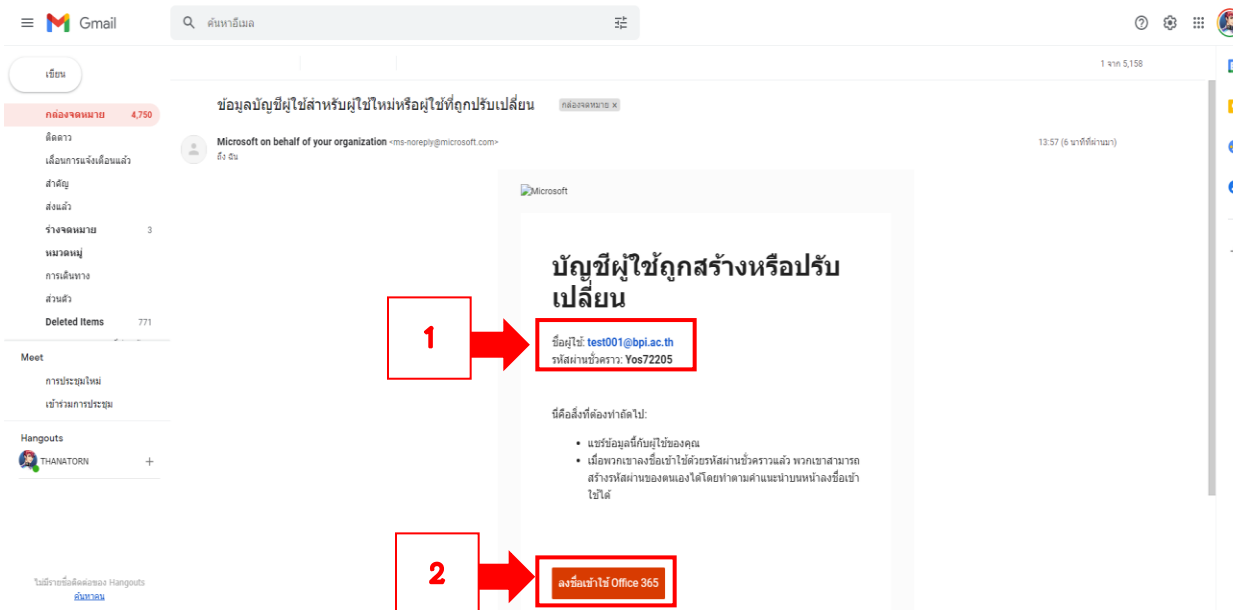 Gmail
ค้นหาอีเมล
เขียน
1 จาก 5,158
กล่องจดหมาย 4,750
ติดดาว
เลื่อนการแจ้งเตือนแล้ว
สำคัญ
ส่งแล้ว
ร่างจดหมาย 3
หมวดหมู่
การเดินทาง
ส่วนตัว
Deleted Items 771
Meet
การประชุมใหม่
เข้าร่วมการประชุม
Hangouts
THANATORN
ไม่มีรายชื่อติดต่อของ Hangouts
ค้นหาคน
ข้อมูลบัญชีผู้ใช้สำหรับผู้ใช้ใหม่หรือผู้ใช้ที่ถูกปรับเปลี่ยน กล่องจดหมาย x
Microsoft on behalf of your organization <ms-noreply@microsoft.com>
13:57 (6 นาทีที่ผ่านมา)
ถึง ฉัน
Microsoft
บัญชีผู้ใช้ถูกสร้างหรือปรับ
เปลี่ยน
1
ชื่อผู้ใช้: test001@bpi.ac.th
รหัสผ่านชั่วคราว: Yos72205
นี่คือสิ่งที่ต้องทำถัดไป:
• แชร์ข้อมูลนี้กับผู้ใช้ของคุณ
• เมื่อพวกเขาลงชื่อเข้าใช้ด้วยรหัสผ่านชั่วคราวแล้ว พวกเขาสามารถ
สร้างรหัสผ่านของตนเองได้โดยทำตามคำแนะนำบนหน้าลงชื่อเข้า
ใช้ได้
2
ลงชื่อเข้าใช้ Office 365